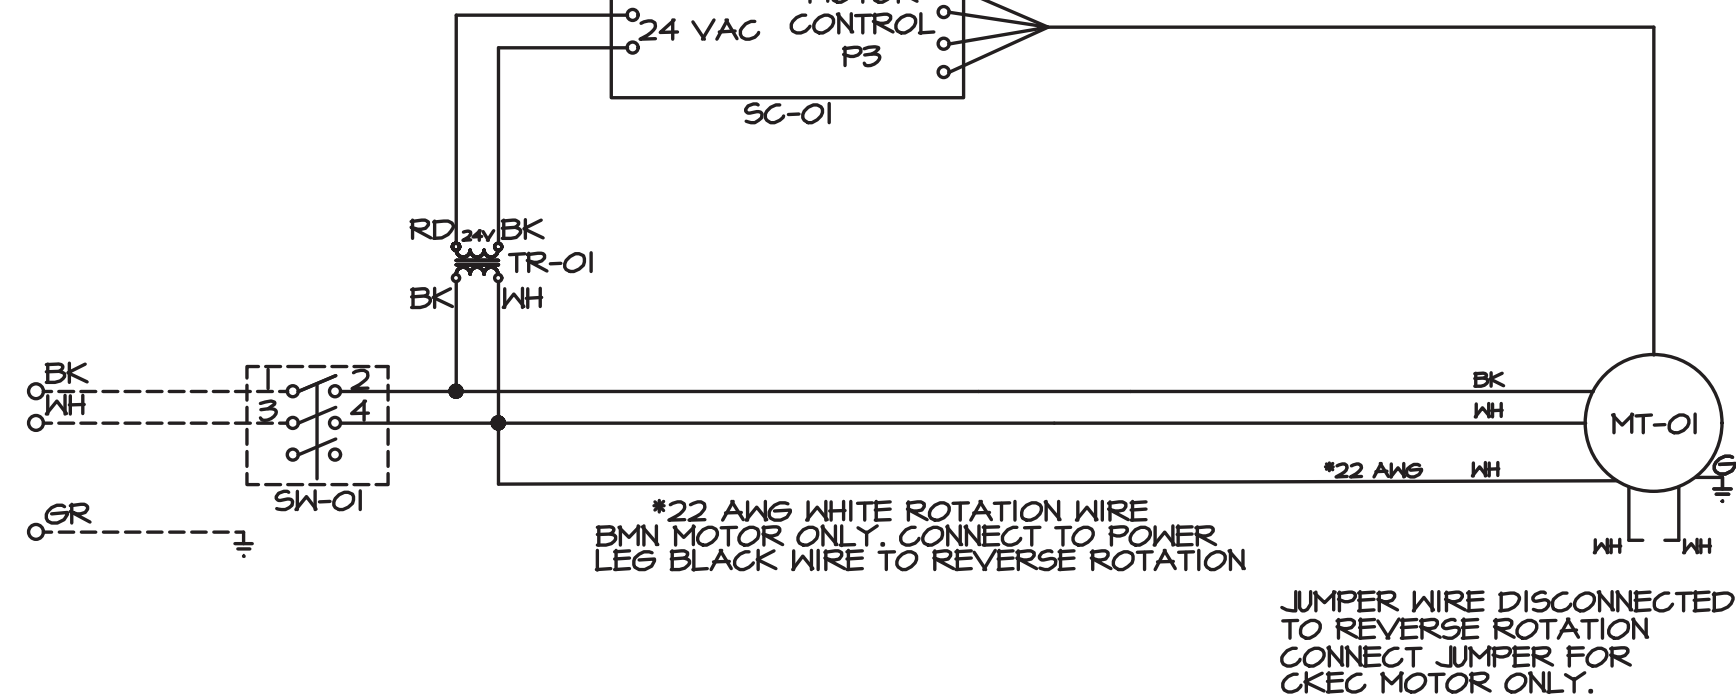 24 VAC
CONTROL
P3
SC-01
RD 24V BK
TR-01
BK WH
BK
1 2
WH
3 4
SW-01
GR
BK
WH
MT-01
*22 AWG WH
G
*22 AWG WHITE ROTATION WIRE
BMN MOTOR ONLY. CONNECT TO POWER
LEG BLACK WIRE TO REVERSE ROTATION
WH WH
JUMPER WIRE DISCONNECTED
TO REVERSE ROTATION
CONNECT JUMPER FOR
CKEC MOTOR ONLY.